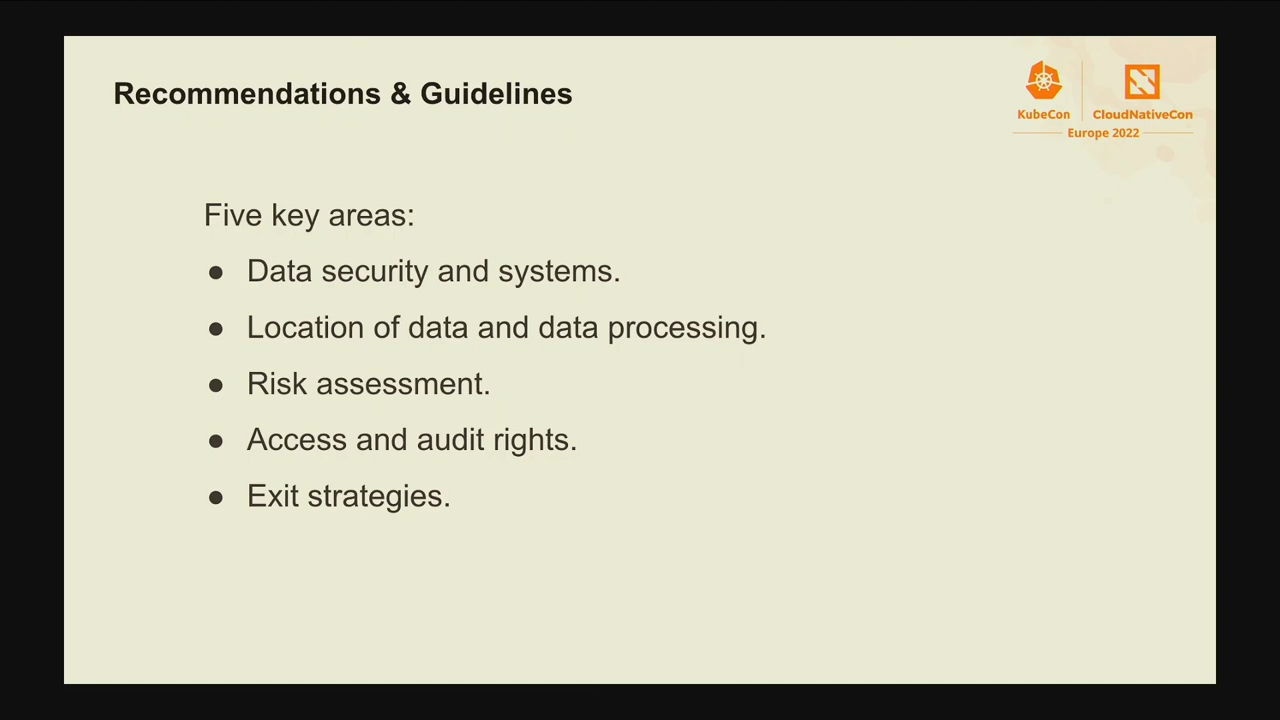 Recommendations & Guidelines
KubeCon
CloudNativeCon
Europe 2022
Five key areas:
● Data security and systems.
● Location of data and data processing.
● Risk assessment.
● Access and audit rights.
● Exit strategies.